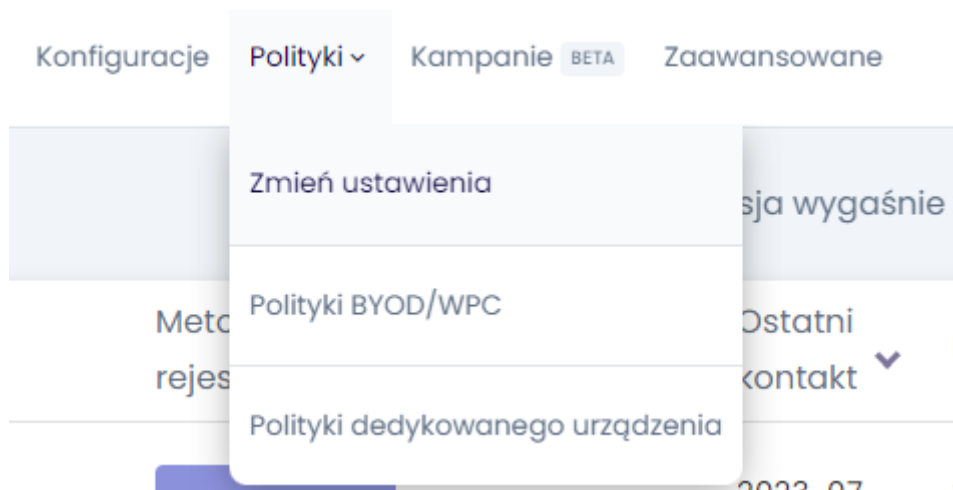 Konfiguracje Polityki Kampanie BETA Zaawansowane
Zmień ustawienia
sja wygaśnie
Polityki BYOD/WPC
Ostatni
kontakt
Polityki dedykowanego urządzenia